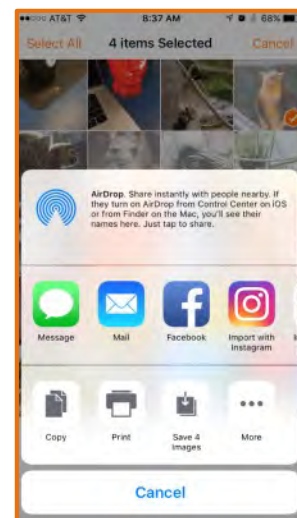 AT&T 8:37 AM 68%
Select All 4 items Selected Cancel
AirDrop. Share instantly with people nearby. If
they turn on AirDrop from Control Center on iOS
or from Finder on the Mac, you'll see their
names here. Just tap to share.
Message Mail Facebook Import with
Instagram
Copy Print Save 4 More
Images
Cancel